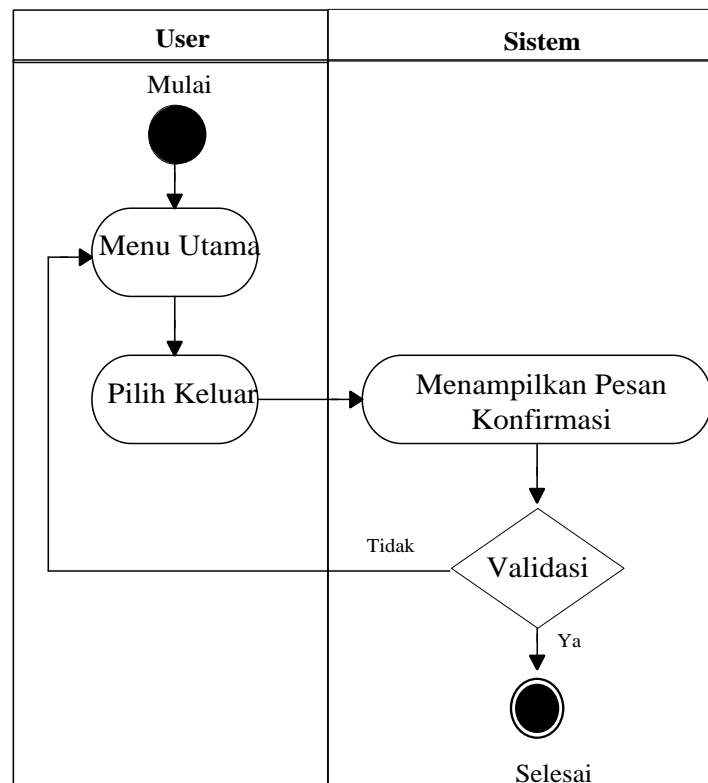 User
Sistem
Mulai
Menu Utama
Pilih Keluar
Menampilkan Pesan
Konfirmasi
Tidak
Validasi
Ya
Selesai